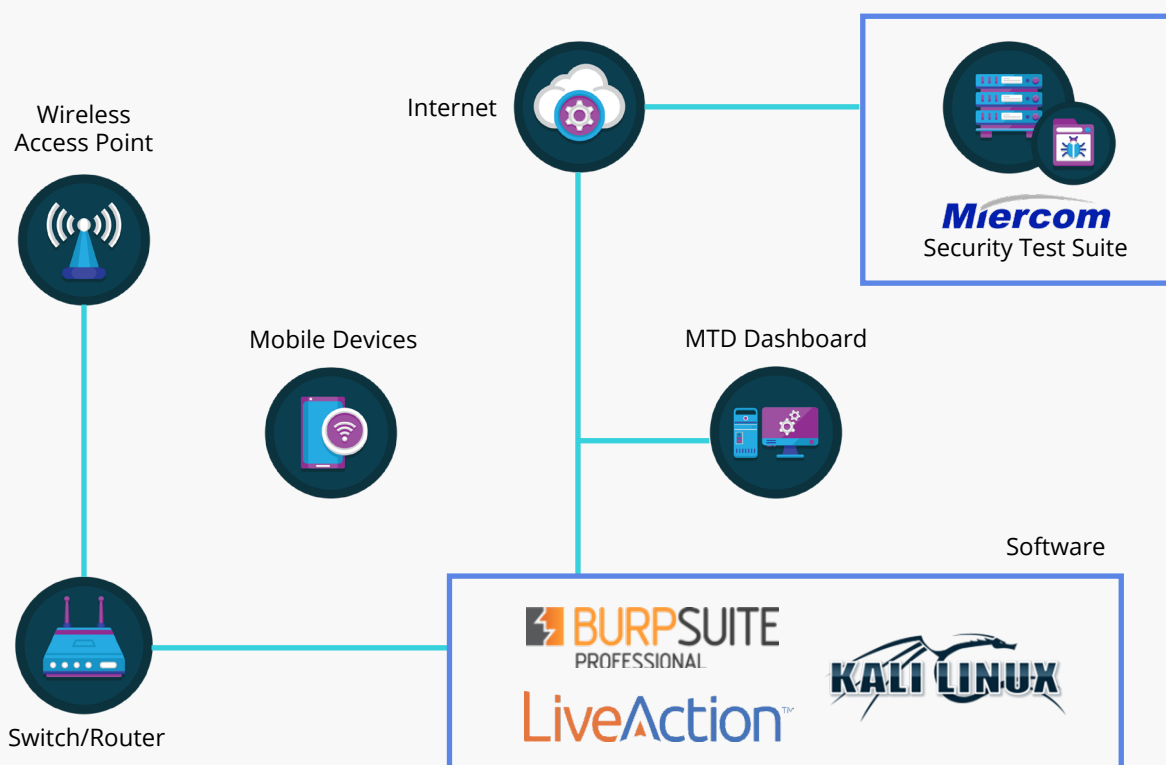 Internet
Wireless
Access Point
Miercom
Security Test Suite
Mobile Devices
MTD Dashboard
Software
BURPSUITE
PROFESSIONAL
KALI LINUX
LiveAction™
Switch/Router